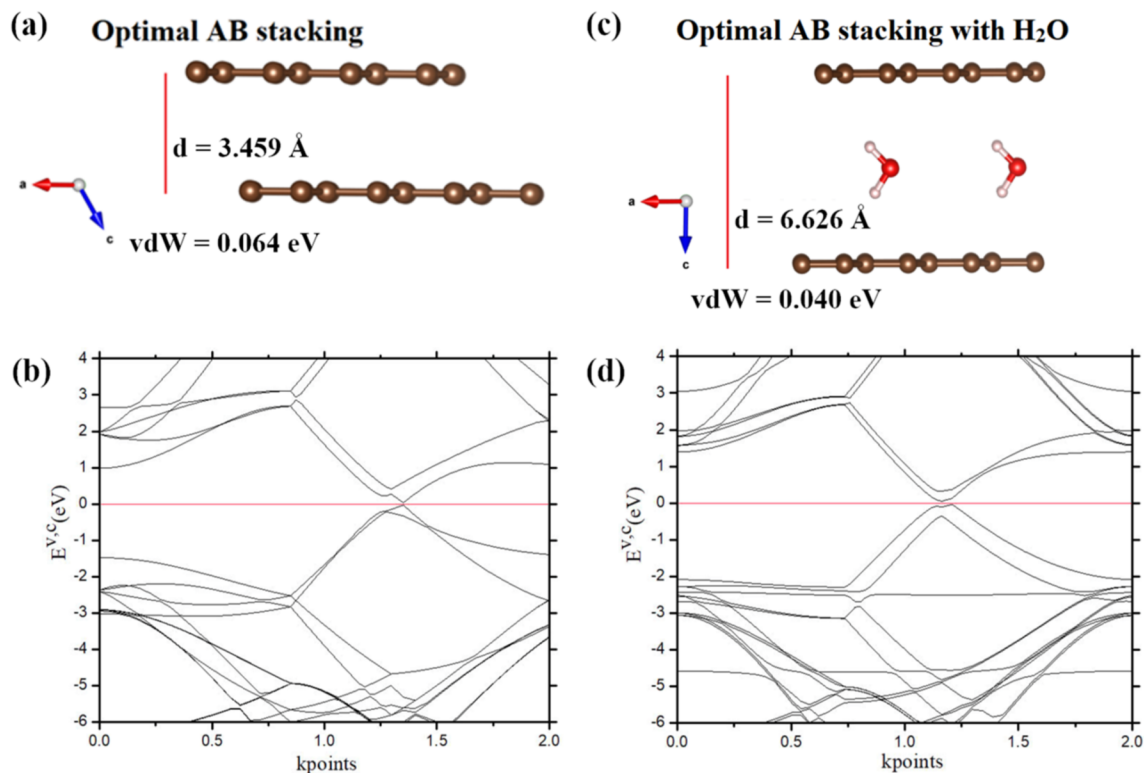 (a)
Optimal AB stacking
d = 3.459 Å
a
c
vdW = 0.064 eV
(c)
Optimal AB stacking with H₂O
a
c
d = 6.626 Å
vdW = 0.040 eV
(b)
4
3
2
1
0
-1
-2
-3
-4
-5
-6
E^v,c(eV)
0.0 0.5 1.0 1.5 2.0
kpoints
(d)
4
3
2
1
0
-1
-2
-3
-4
-5
-6
E^v,c(eV)
0.0 0.5 1.0 1.5 2.0
kpoints